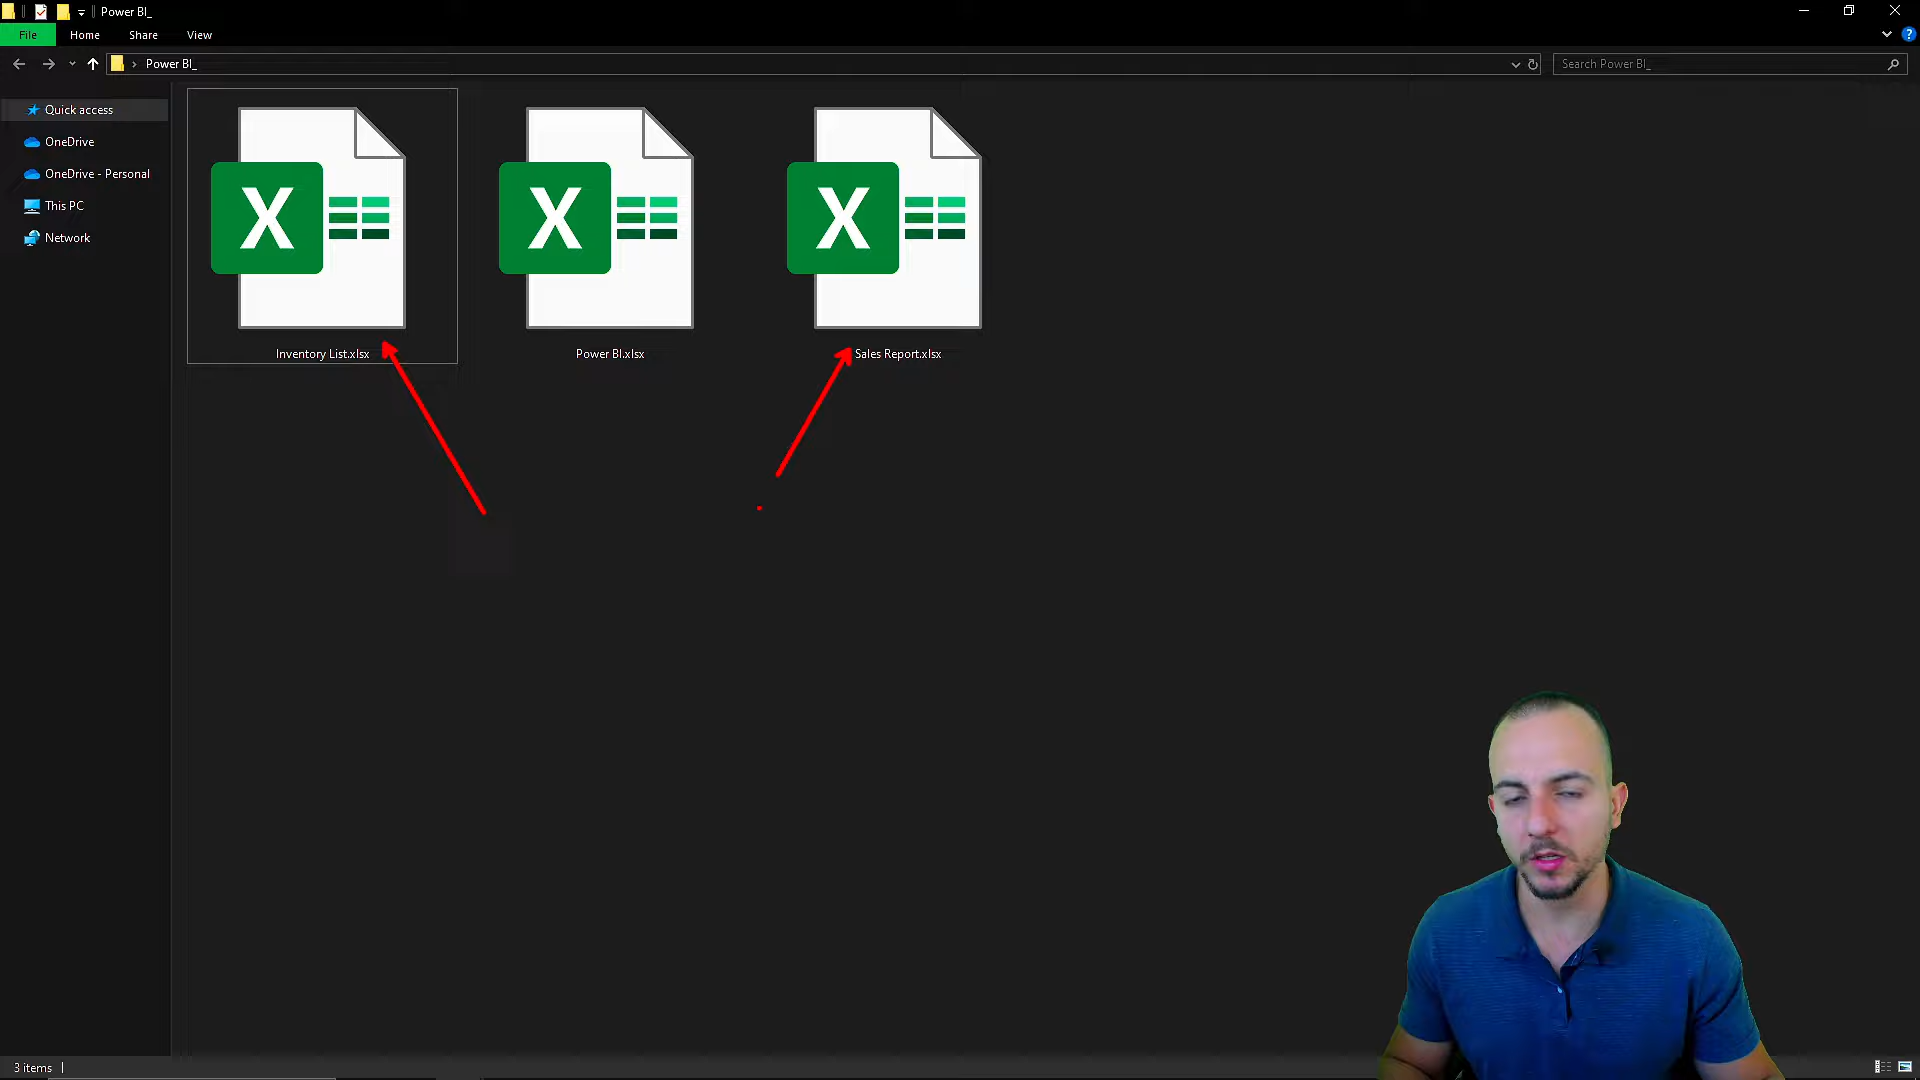 Power BI_
File Home Share View
?
Power BI_
Search Power BI_
Quick access
OneDrive
OneDrive - Personal
This PC
Network
X X X
Inventory List.xlsx Power BI.xlsx Sales Report.xlsx
3 items